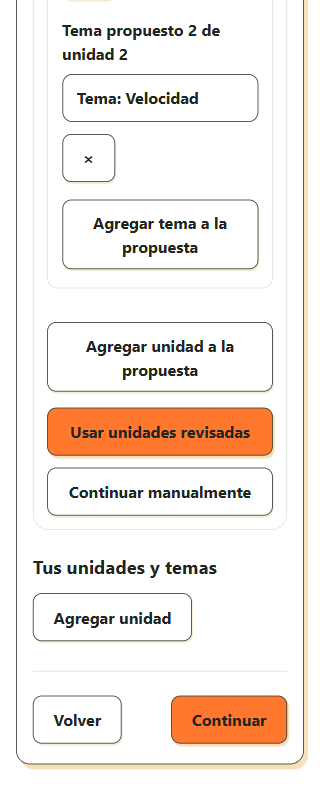 Tema propuesto 2 de
unidad 2
Tema: Velocidad
×
Agregar tema a la
propuesta
Agregar unidad a la
propuesta
Usar unidades revisadas
Continuar manualmente
Tus unidades y temas
Agregar unidad
Volver
Continuar